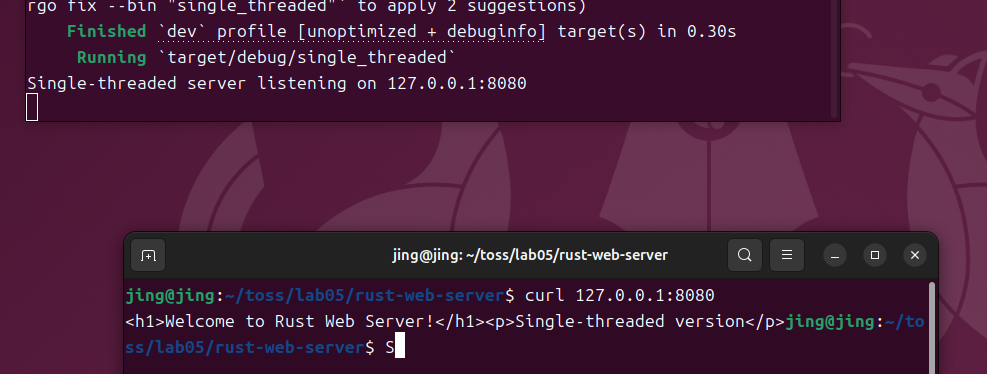 rgo fix --bin "single_threaded"` to apply 2 suggestions)
Finished `dev` profile [unoptimized + debuginfo] target(s) in 0.30s
Running `target/debug/single_threaded`
Single-threaded server listening on 127.0.0.1:8080
jing@jing: ~/toss/lab05/rust-web-server
jing@jing:~/toss/lab05/rust-web-server$ curl 127.0.0.1:8080
<h1>Welcome to Rust Web Server!</h1><p>Single-threaded version</p>jing@jing:~/to
ss/lab05/rust-web-server$ S